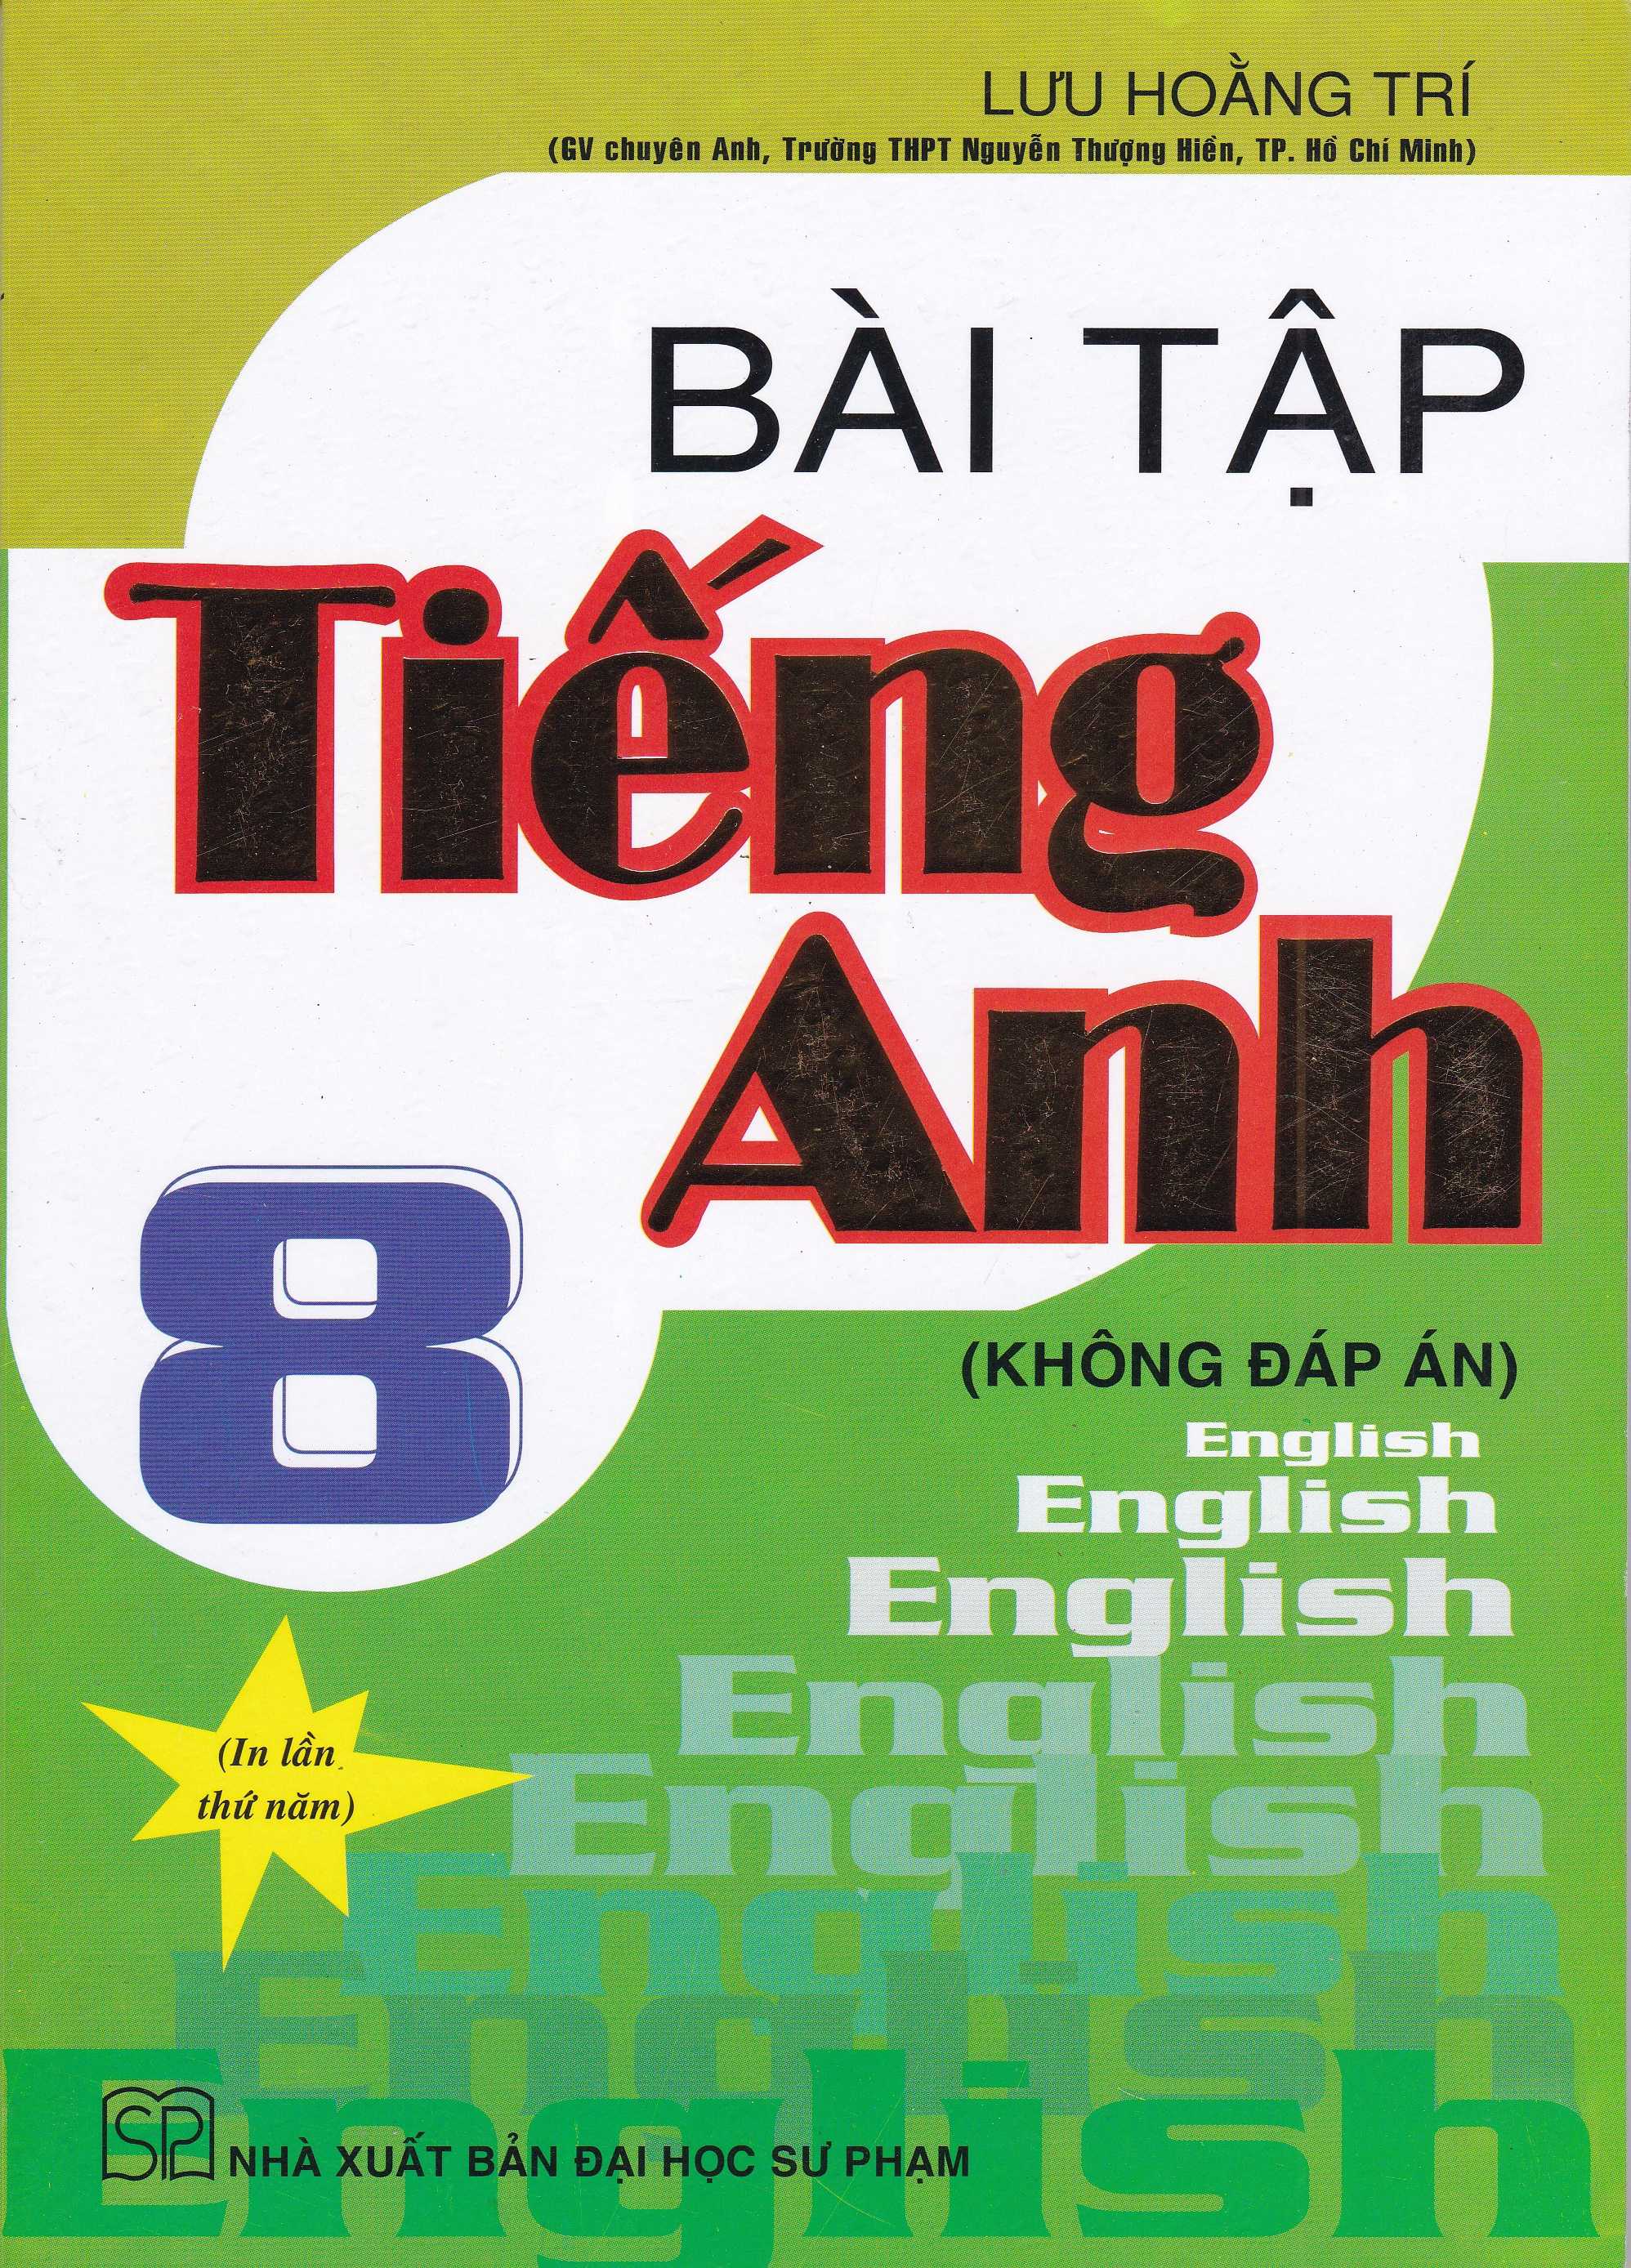 LƯU HOẰNG TRÍ
(GV chuyên Anh, Trường THPT Nguyễn Thượng Hiền, TP. Hồ Chí Minh)
BÀI TẬP
Tiếng
Anh
8
(KHÔNG ĐÁP ÁN)
English
English
English
English
English
English
English
English
(In lần
thứ năm)
SP NHÀ XUẤT BẢN ĐẠI HỌC SƯ PHẠM